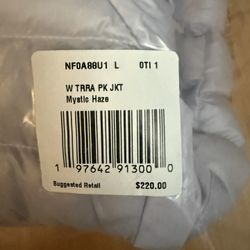 NF0A88U1 L 0TI 1
W TRRA PK JKT
Mystic Haze
1 97642 91300 0
Suggested Retail $220.00